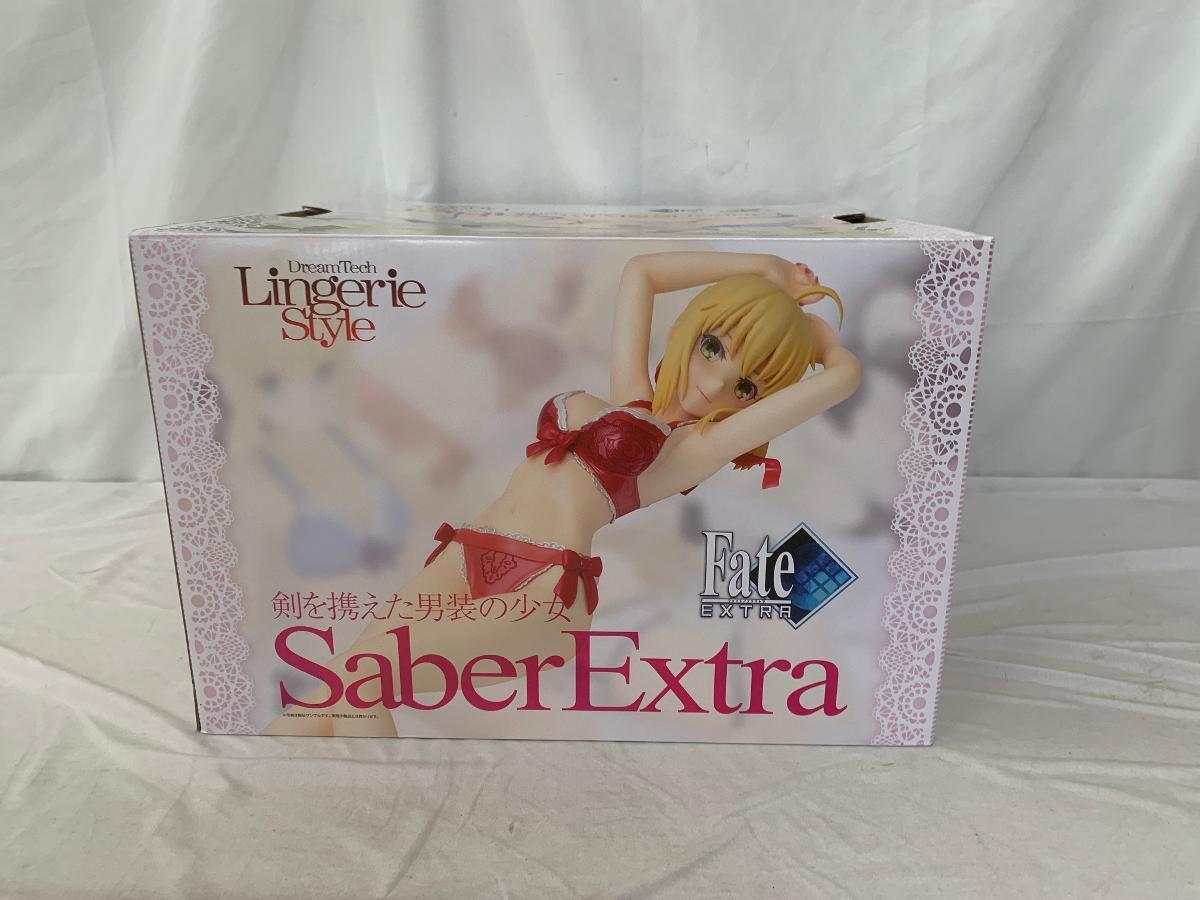 DreamTech
Lingerie
Style
Fate
EXTRA
剣を携えた男装の少女
SaberExtra